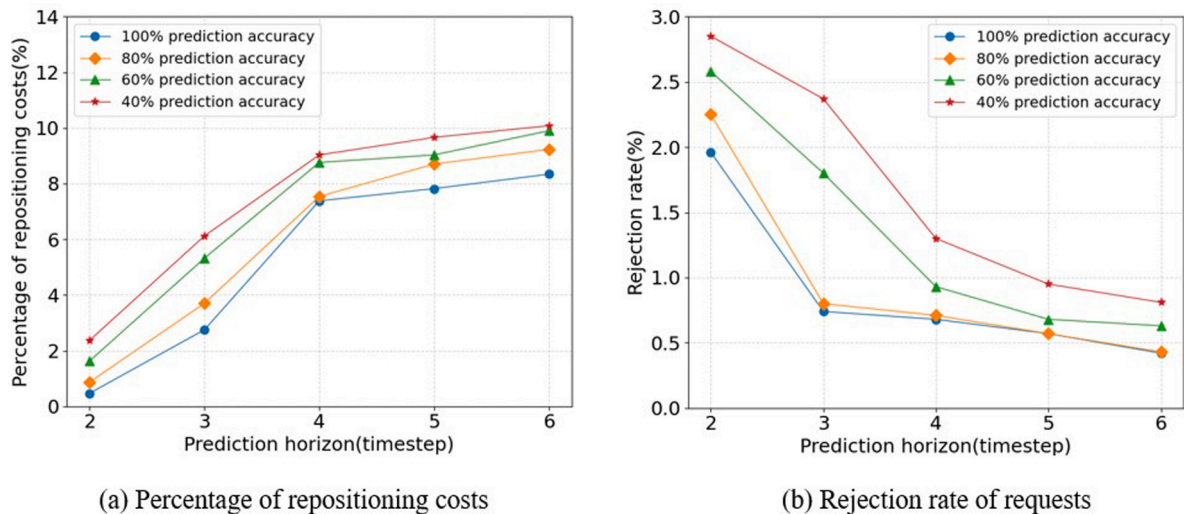 14
12
10
8
6
4
2
0
Percentage of repositioning costs(%)
100% prediction accuracy
80% prediction accuracy
60% prediction accuracy
40% prediction accuracy
2 3 4 5 6
Prediction horizon(timestep)
(a) Percentage of repositioning costs
3.0
2.5
2.0
1.5
1.0
0.5
0.0
Rejection rate(%)
100% prediction accuracy
80% prediction accuracy
60% prediction accuracy
40% prediction accuracy
2 3 4 5 6
Prediction horizon(timestep)
(b) Rejection rate of requests